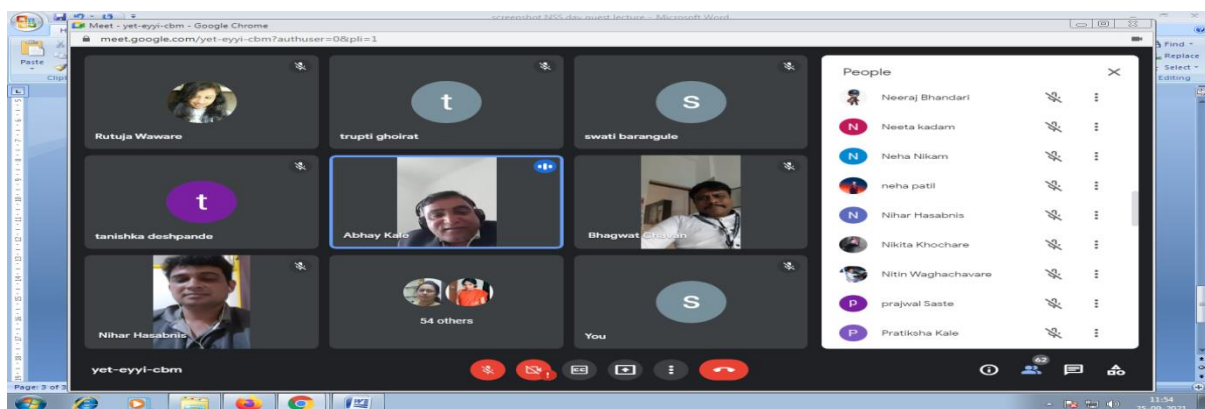 screenshot NSS day guest lecture - Microsoft Word
Meet - yet-eyyi-cbm - Google Chrome
meet.google.com/yet-eyyi-cbm?authuser=0&pli=1
Paste
Find
Replace
Select
Editing
Rutuja Waware
t
trupti ghoirat
s
swati barangule
t
tanishka deshpande
Abhay Kale
Bhagwat Chavan
Nihar Hasabnis
54 others
s
You
People
Neeraj Bhandari
N
Neeta kadam
N
Neha Nikam
neha patil
N
Nihar Hasabnis
Nikita Khochare
Nitin Waghachavare
P
prajwal Saste
P
Pratiksha Kale
yet-eyyi-cbm
62
Page: 3 of 3
11:54
25-09-2021